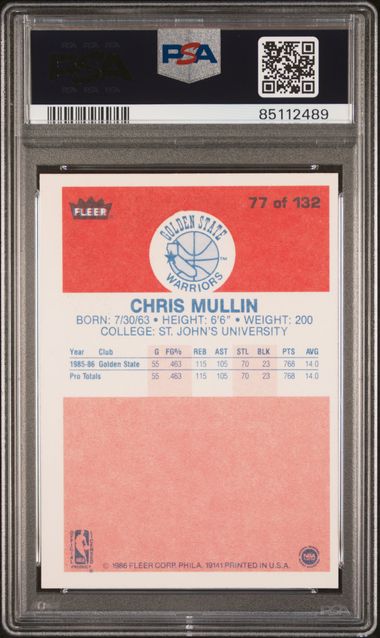 PSA
PSA
85112489
FLEER
77 of 132
GOLDEN STATE
WARRIORS
TM
CHRIS MULLIN
BORN: 7/30/63 • HEIGHT: 6'6" • WEIGHT: 200
COLLEGE: ST. JOHN'S UNIVERSITY
Year Club G FG% REB AST STL BLK PTS AVG
1985-86 Golden State 55 .463 115 105 70 23 768 14.0
Pro Totals 55 .463 115 105 70 23 768 14.0
© 1986 FLEER CORP. PHILA. 19141 PRINTED IN U.S.A.